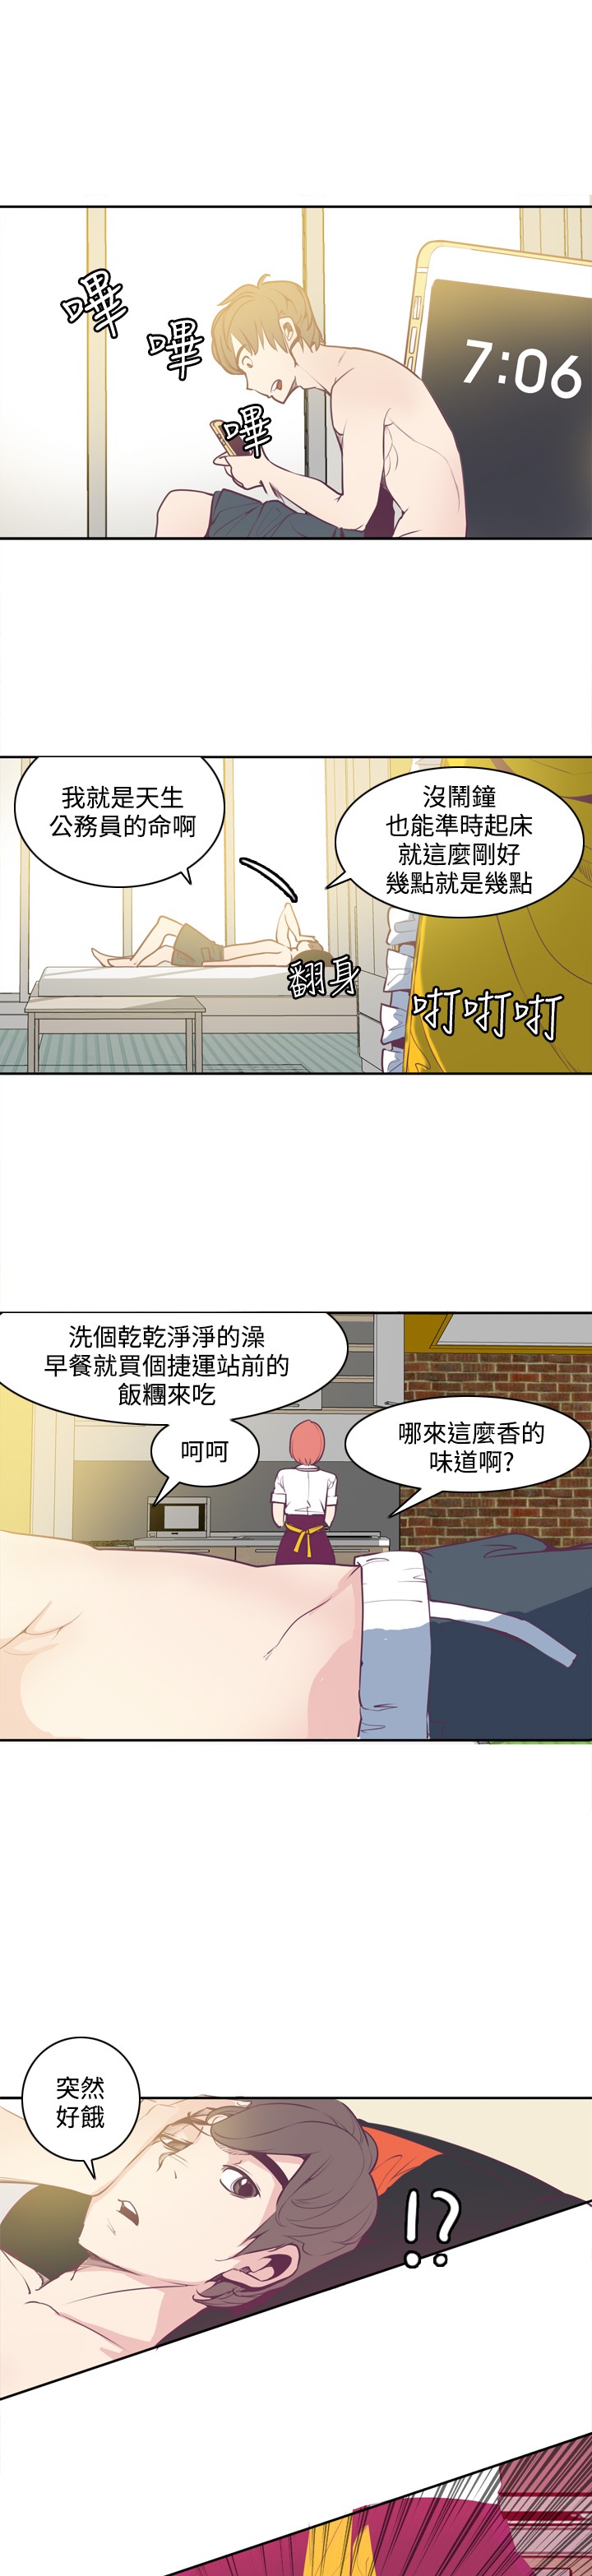 嗶
嗶
嗶
7:06
我就是天生
公務員的命啊
沒鬧鐘
也能準時起床
就這麼剛好
幾點就是幾點
翻身
叮叮叮
洗個乾乾淨淨的澡
早餐就買個捷運站前的
飯糰來吃
呵呵
哪來這麼香的
味道啊?
突然
好餓
!?